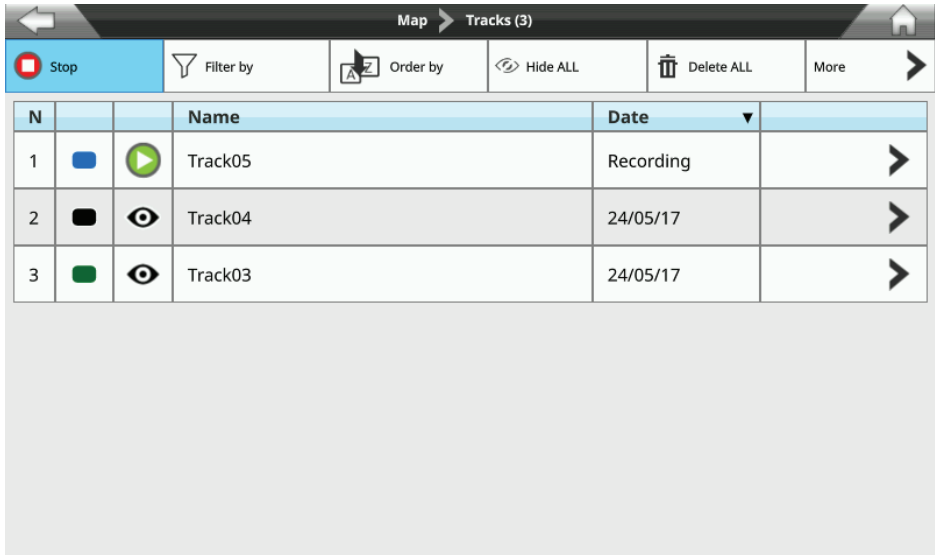 Map Tracks (3)
Stop Filter by A Z Order by Hide ALL Delete ALL More
N Name Date ▼
1 Track05 Recording
2 Track04 24/05/17
3 Track03 24/05/17